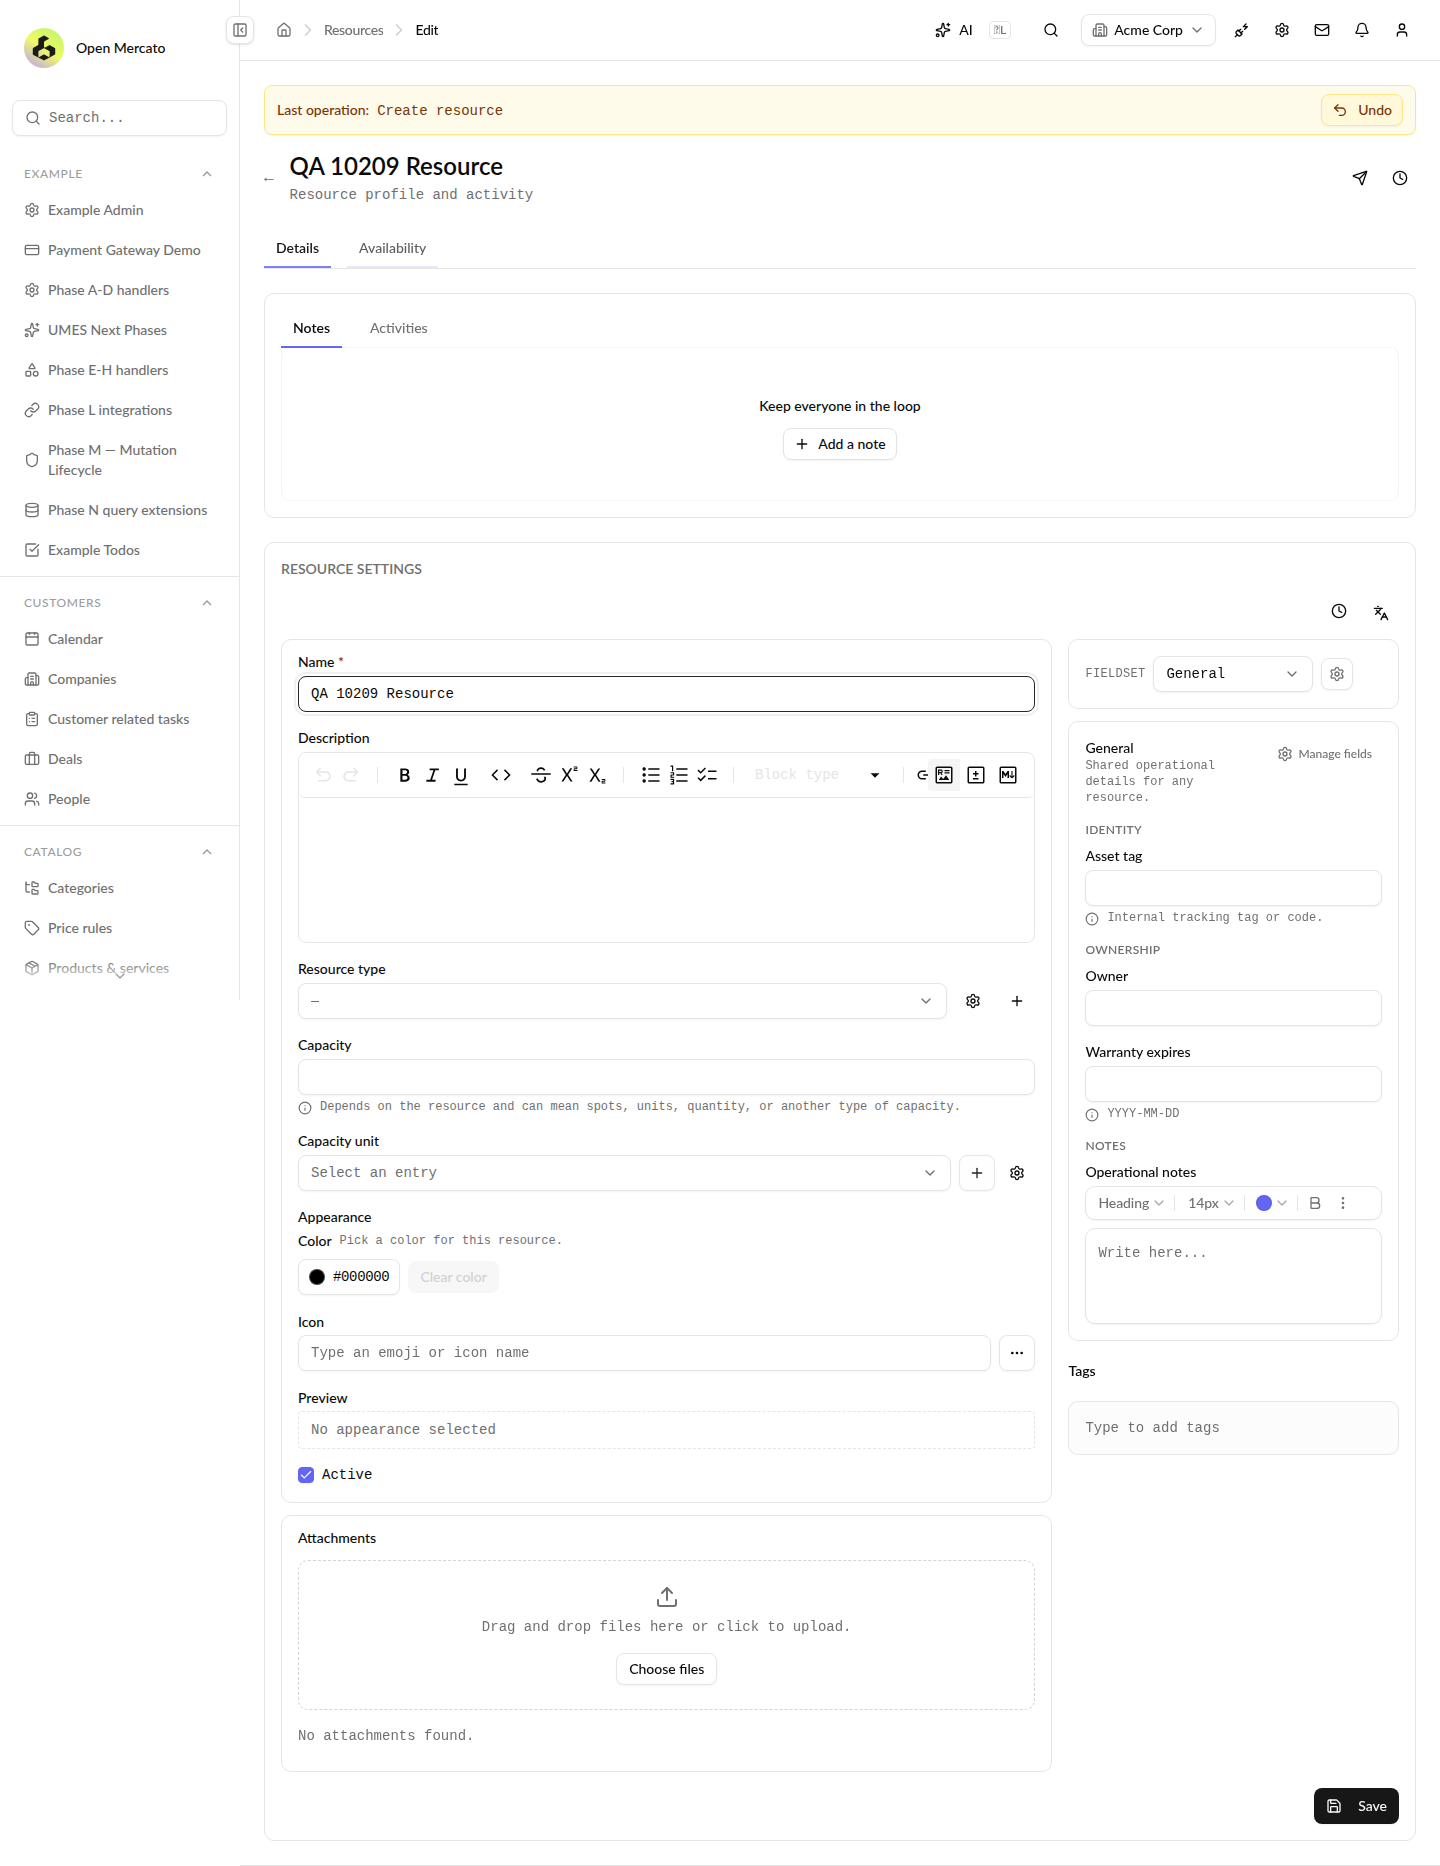 Open Mercato
Search...
EXAMPLE
Example Admin
Payment Gateway Demo
Phase A-D handlers
UMES Next Phases
Phase E-H handlers
Phase L integrations
Phase M — Mutation
Lifecycle
Phase N query extensions
Example Todos
CUSTOMERS
Calendar
Companies
Customer related tasks
Deals
People
CATALOG
Categories
Price rules
Products & services
Resources
Edit
AI
L
Acme Corp
Last operation: Create resource
Undo
←
QA 10209 Resource
Resource profile and activity
Details
Availability
Notes
Activities
Keep everyone in the loop
Add a note
RESOURCE SETTINGS
Name *
QA 10209 Resource
Description
Block type
Resource type
—
Capacity
Depends on the resource and can mean spots, units, quantity, or another type of capacity.
Capacity unit
Select an entry
Appearance
Color Pick a color for this resource.
#000000
Clear color
Icon
Type an emoji or icon name
Preview
No appearance selected
Active
Attachments
Drag and drop files here or click to upload.
Choose files
No attachments found.
FIELDSET
General
General
Manage fields
Shared operational
details for any
resource.
IDENTITY
Asset tag
Internal tracking tag or code.
OWNERSHIP
Owner
Warranty expires
YYYY-MM-DD
NOTES
Operational notes
Heading
14px
B
Write here...
Tags
Type to add tags
Save